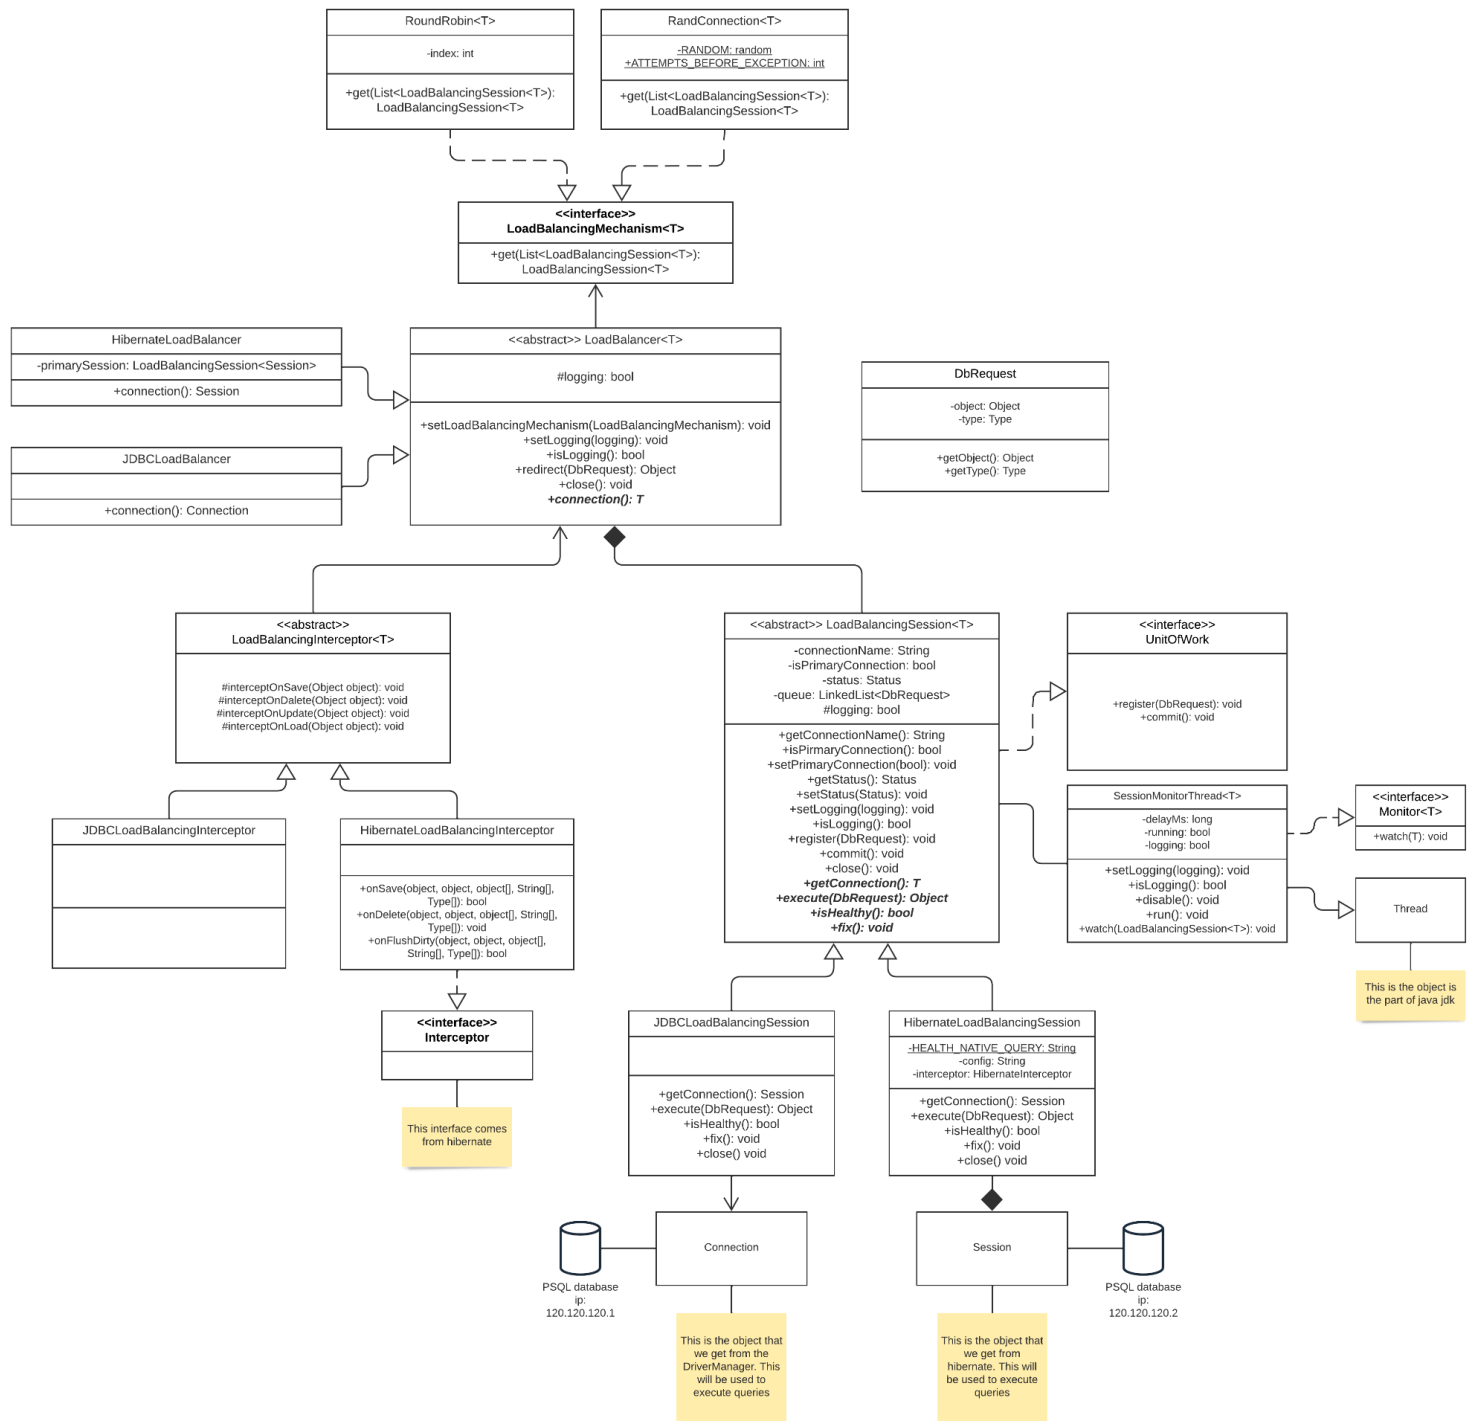 RoundRobin<T>
-index: int
+get(List<LoadBalancingSession<T>):
LoadBalancingSession<T>
RandConnection<T>
-RANDOM: random
+ATTEMPTS_BEFORE_EXCEPTION: int
+get(List<LoadBalancingSession<T>):
LoadBalancingSession<T>
<<interface>>
LoadBalancingMechanism<T>
+get(List<LoadBalancingSession<T>):
LoadBalancingSession<T>
HibernateLoadBalancer
-primarySession: LoadBalancingSession<Session>
+connection(): Session
JDBCLoadBalancer
+connection(): Connection
<<abstract>> LoadBalancer<T>
#logging: bool
+setLoadBalancingMechanism(LoadBalancingMechanism): void
+setLogging(logging): void
+isLogging(): bool
+redirect(DbRequest): Object
+close(): void
+connection(): T
DbRequest
-object: Object
-type: Type
+getObject(): Object
+getType(): Type
<<abstract>>
LoadBalancingInterceptor<T>
#interceptOnSave(Object object): void
#interceptOnDalete(Object object): void
#interceptOnUpdate(Object object): void
#interceptOnLoad(Object object): void
<<abstract>> LoadBalancingSession<T>
-connectionName: String
-isPrimaryConnection: bool
-status: Status
-queue: LinkedList<DbRequest>
#logging: bool
+getConnectionName(): String
+isPirmaryConnection(): bool
+setPrimaryConnection(bool): void
+getStatus(): Status
+setStatus(Status): void
+setLogging(logging): void
+isLogging(): bool
+register(DbRequest): void
+commit(): void
+close(): void
+getConnection(): T
+execute(DbRequest): Object
+isHealthy(): bool
+fix(): void
<<interface>>
UnitOfWork
+register(DbRequest): void
+commit(): void
SessionMonitorThread<T>
-delayMs: long
-running: bool
-logging: bool
+setLogging(logging): void
+isLogging(): bool
+disable(): void
+run(): void
+watch(LoadBalancingSession<T>): void
<<interface>>
Monitor<T>
+watch(T): void
Thread
This is the object is
the part of java jdk
JDBCLoadBalancingInterceptor
HibernateLoadBalancingInterceptor
+onSave(object, object, object[], String[],
Type[]): bool
+onDelete(object, object, object[], String[],
Type[]): void
+onFlushDirty(object, object, object[],
String[], Type[]): bool
<<interface>>
Interceptor
This interface comes
from hibernate
JDBCLoadBalancingSession
+getConnection(): Session
+execute(DbRequest): Object
+isHealthy(): bool
+fix(): void
+close() void
HibernateLoadBalancingSession
-HEALTH_NATIVE_QUERY: String
-config: String
-interceptor: HibernateInterceptor
+getConnection(): Session
+execute(DbRequest): Object
+isHealthy(): bool
+fix(): void
+close() void
PSQL database
ip:
120.120.120.1
Connection
Session
PSQL database
ip:
120.120.120.2
This is the object that
we get from the
DriverManager. This
will be used to
execute queries
This is the object that
we get from
hibernate. This will
be used to execute
queries